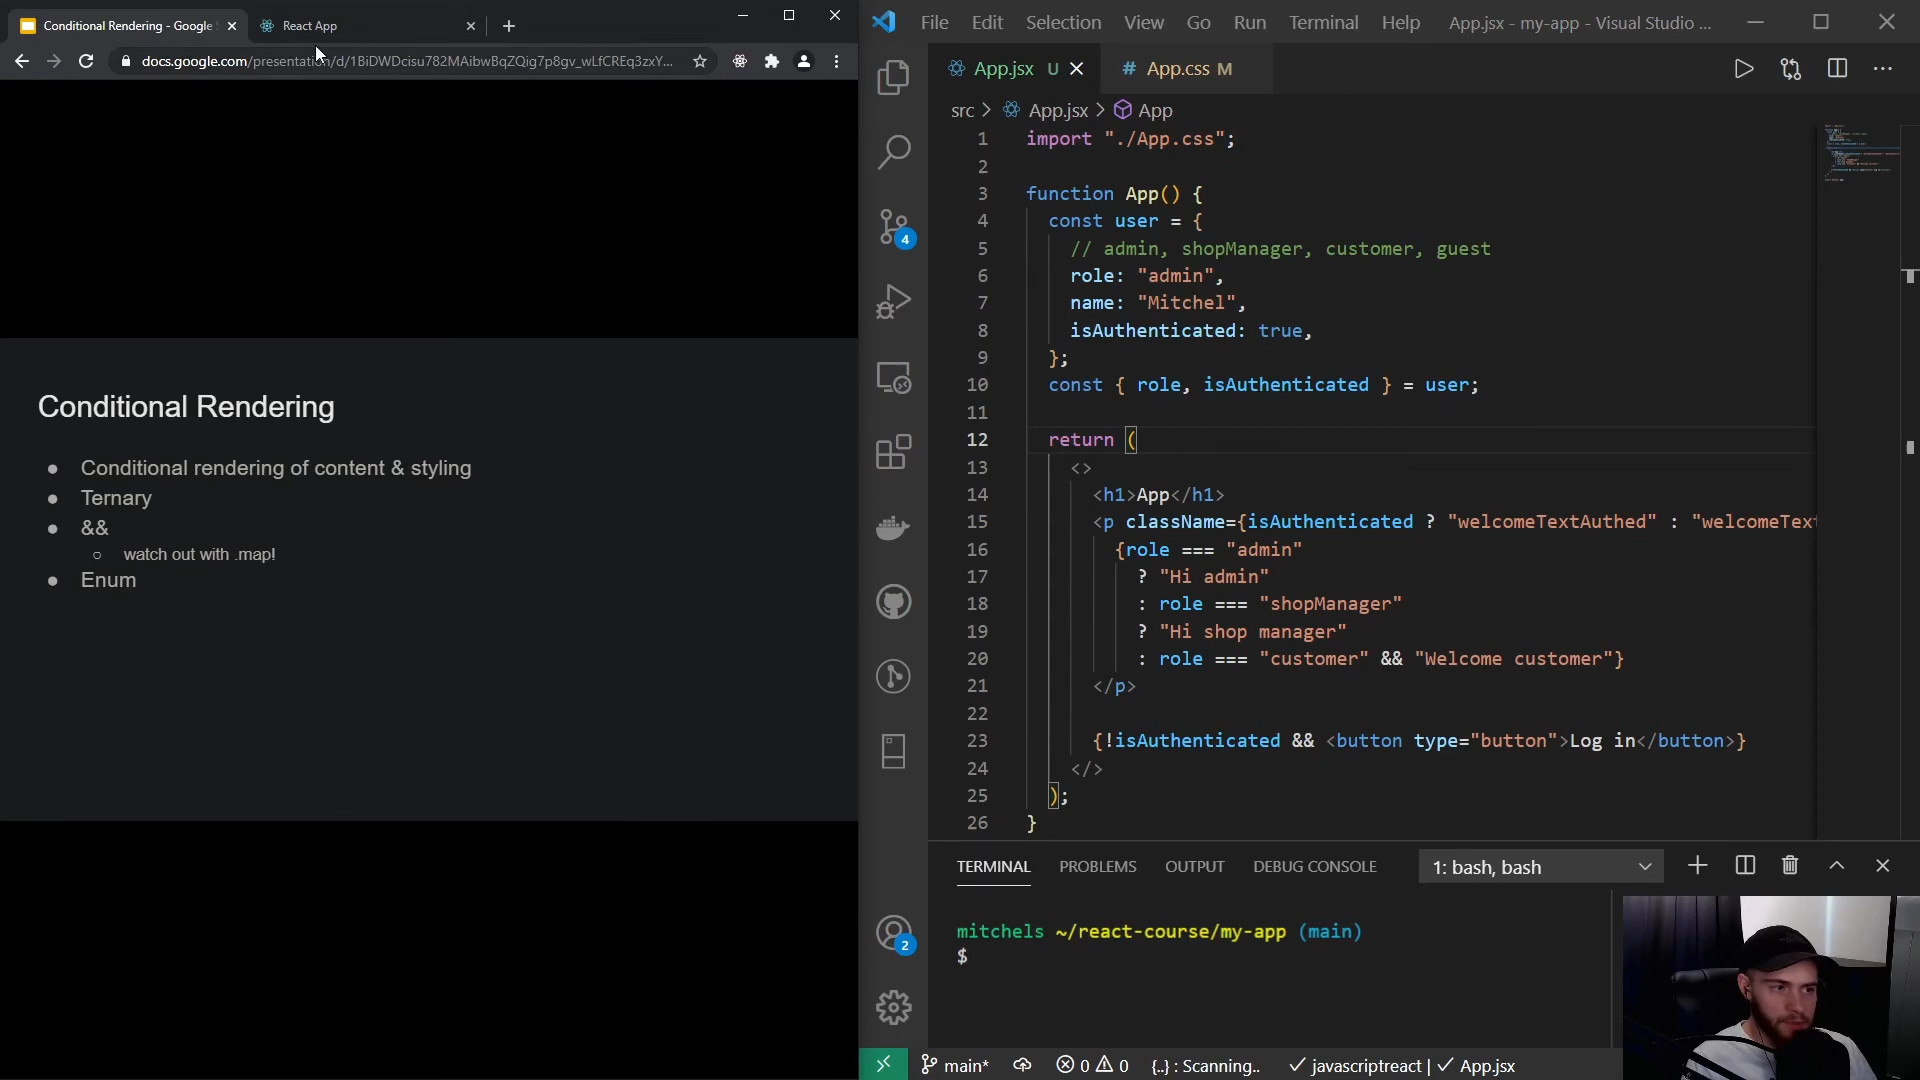 Conditional Rendering - Google
React App
docs.google.com/presentation/d/1BiDWDcisu782MAibwBqZQig7p8gv_wLfCREq3zxY...
Conditional Rendering
Conditional rendering of content & styling
Ternary
&&
watch out with .map!
Enum
File Edit Selection View Go Run Terminal Help App.jsx - my-app - Visual Studio ...
App.jsx U
# App.css M
src > App.jsx > App
1 import "./App.css";
2
3 function App() {
4 const user = {
5 // admin, shopManager, customer, guest
6 role: "admin",
7 name: "Mitchel",
8 isAuthenticated: true,
9 };
10 const { role, isAuthenticated } = user;
11
12 return (
13 <>
14 <h1>App</h1>
15 <p className={isAuthenticated ? "welcomeTextAuthed" : "welcomeText
16 {role === "admin"
17 ? "Hi admin"
18 : role === "shopManager"
19 ? "Hi shop manager"
20 : role === "customer" && "Welcome customer"}
21 </p>
22
23 {!isAuthenticated && <button type="button">Log in</button>}
24 </>
25 );
26 }
4
2
TERMINAL PROBLEMS OUTPUT DEBUG CONSOLE 1: bash, bash
mitchels ~/react-course/my-app (main)
$
main* 0 0 {..} : Scanning.. ✓ javascriptreact | ✓ App.jsx